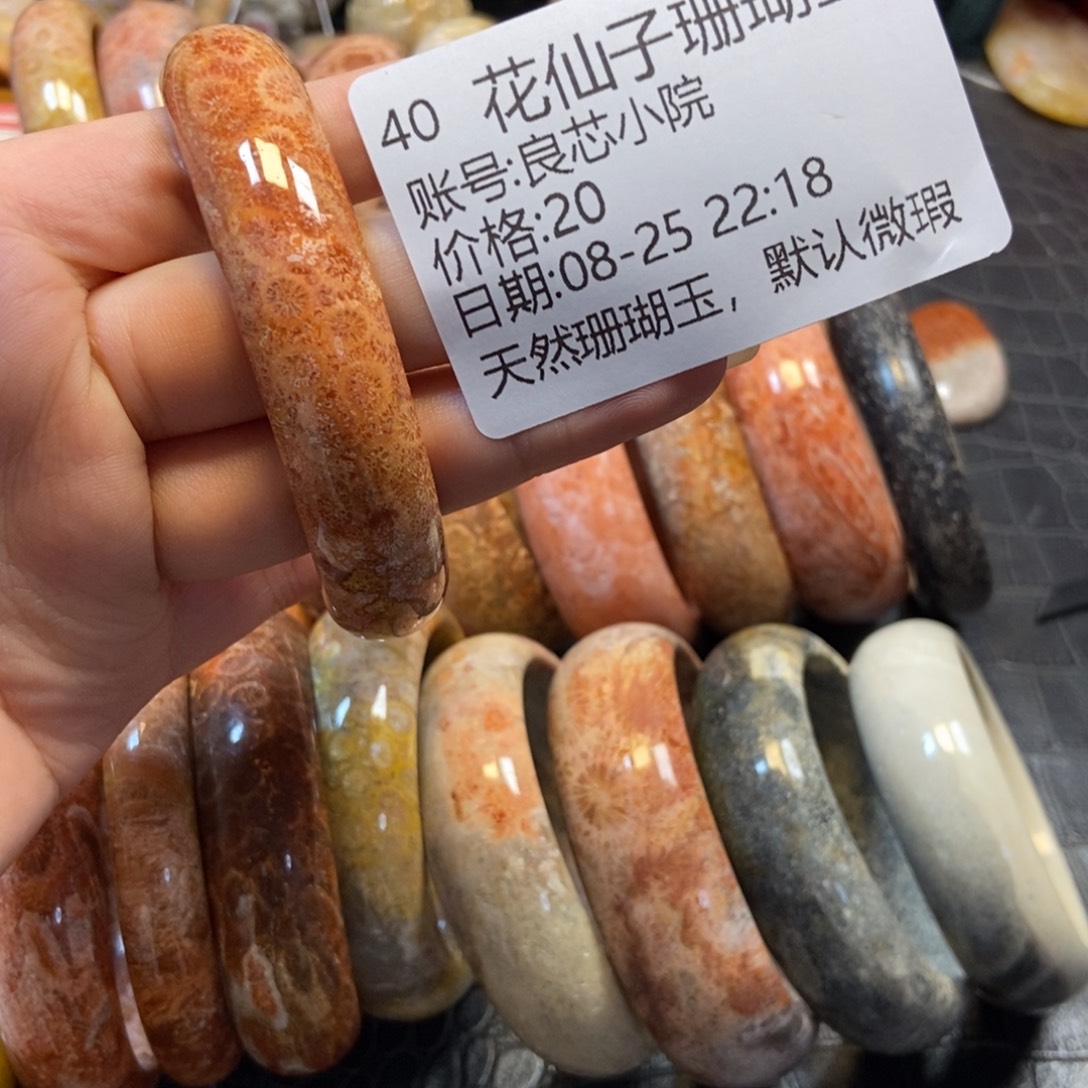 40 花仙子珊瑚玉
账号:良芯小院
价格:20
日期:08-25 22:18
天然珊瑚玉， 默认微瑕